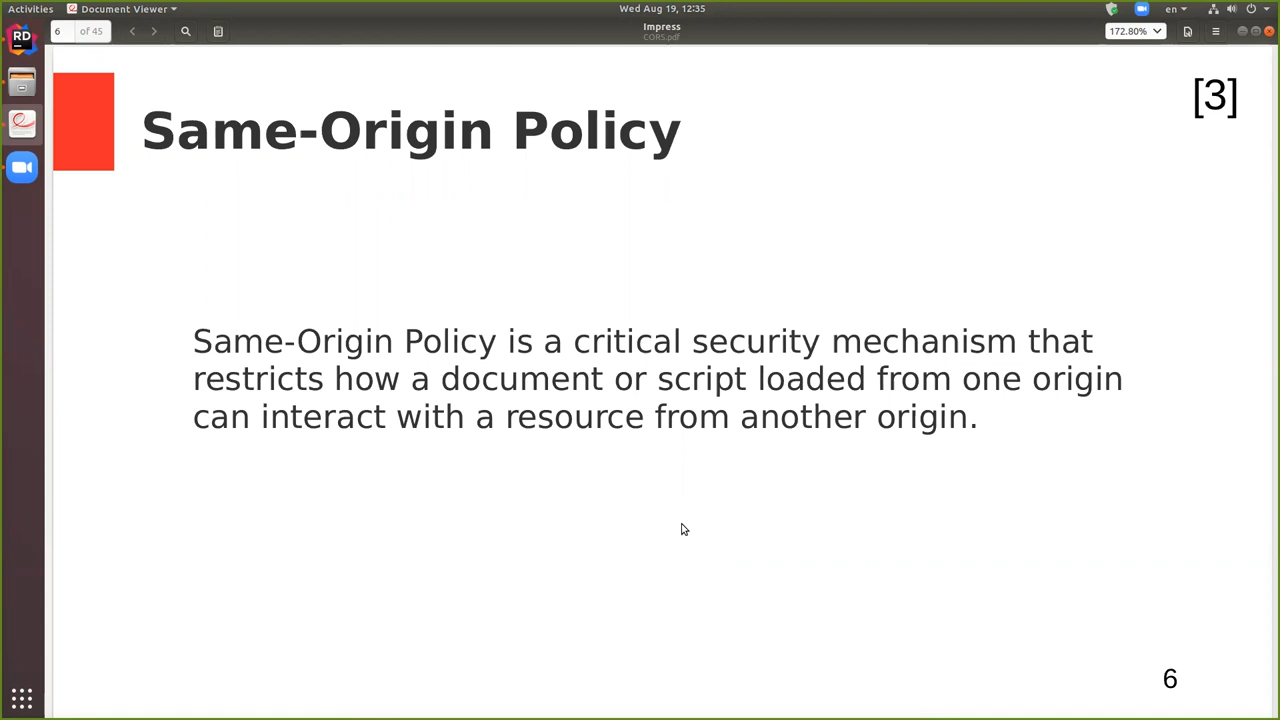 Activities
Document Viewer
Wed Aug 19, 12:35
en
6
of 45
Impress
CORS.pdf
172.80%
RD
[3]
Same-Origin Policy
Same-Origin Policy is a critical security mechanism that
restricts how a document or script loaded from one origin
can interact with a resource from another origin.
6